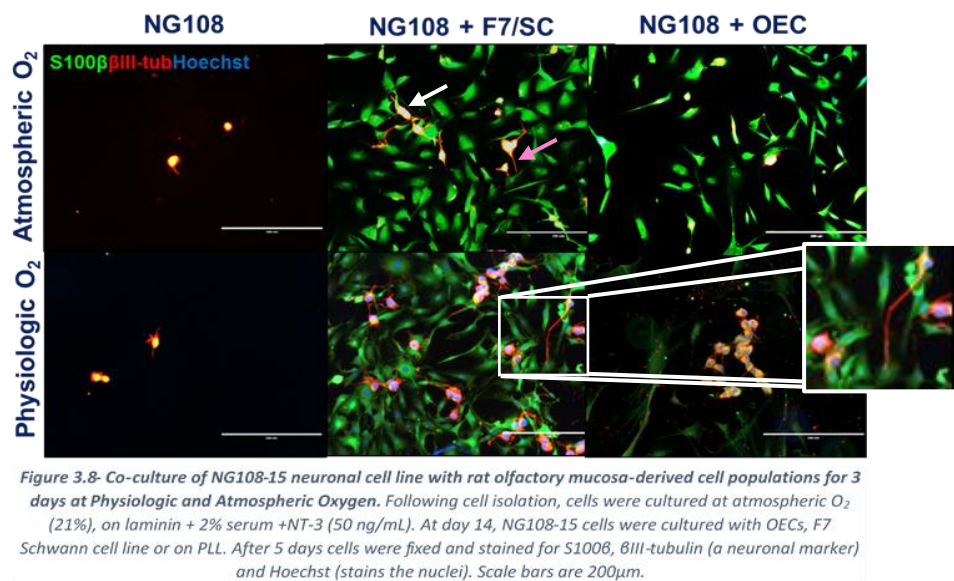 NG108
NG108 + F7/SC
NG108 + OEC
Atmospheric O₂
S100ββIII-tubHoechst
Physiologic O₂
Figure 3.8- Co-culture of NG108-15 neuronal cell line with rat olfactory mucosa-derived cell populations for 3
days at Physiologic and Atmospheric Oxygen. Following cell isolation, cells were cultured at atmospheric O₂
(21%), on laminin + 2% serum +NT-3 (50 ng/mL). At day 14, NG108-15 cells were cultured with OECs, F7
Schwann cell line or on PLL. After 5 days cells were fixed and stained for S100β, βIII-tubulin (a neuronal marker)
and Hoechst (stains the nuclei). Scale bars are 200μm.